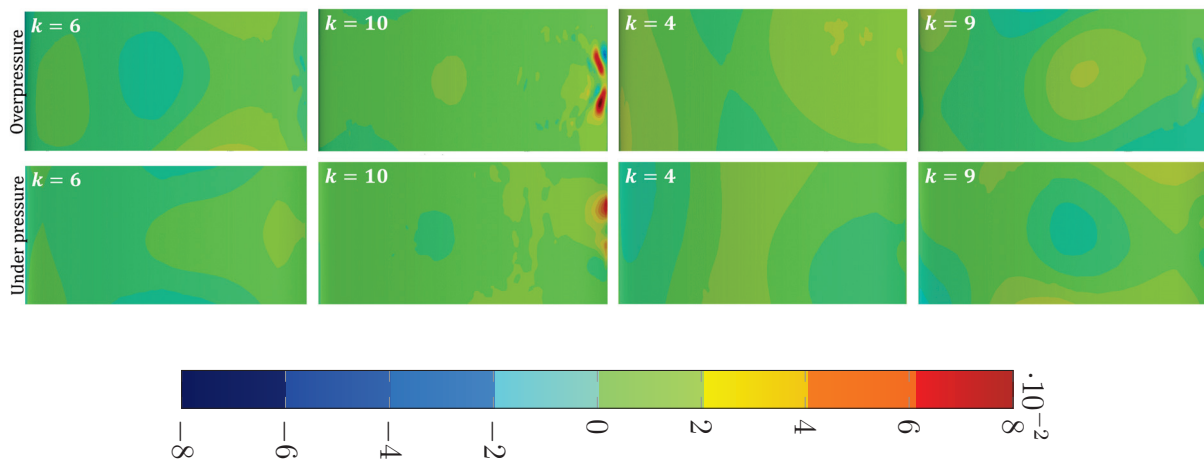 Overpressure
k = 6
k = 10
k = 4
k = 9
Under pressure
k = 6
k = 10
k = 4
k = 9
−8
−6
−4
−2
0
2
4
6
8
·10⁻²